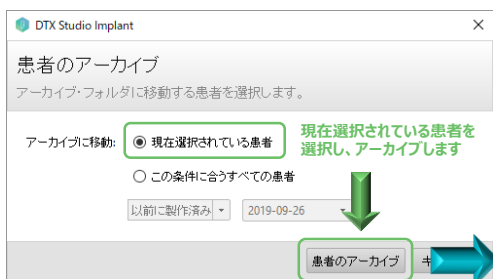 DTX Studio Implant
患者のアーカイブ
アーカイブ・フォルダに移動する患者を選択します。
アーカイブに移動:
現在選択されている患者
現在選択されている患者を
選択し、アーカイブします
この条件に合うすべての患者
以前に製作済み
2019-09-26
患者のアーカイブ
キ